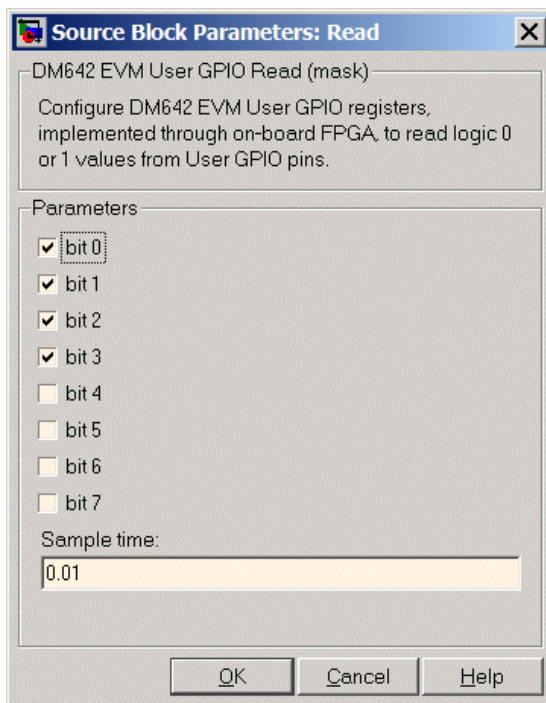 Source Block Parameters: Read
DM642 EVM User GPIO Read (mask)
Configure DM642 EVM User GPIO registers,
implemented through on-board FPGA, to read logic 0
or 1 values from User GPIO pins.
Parameters
bit 0
bit 1
bit 2
bit 3
bit 4
bit 5
bit 6
bit 7
Sample time:
0.01
OK Cancel Help